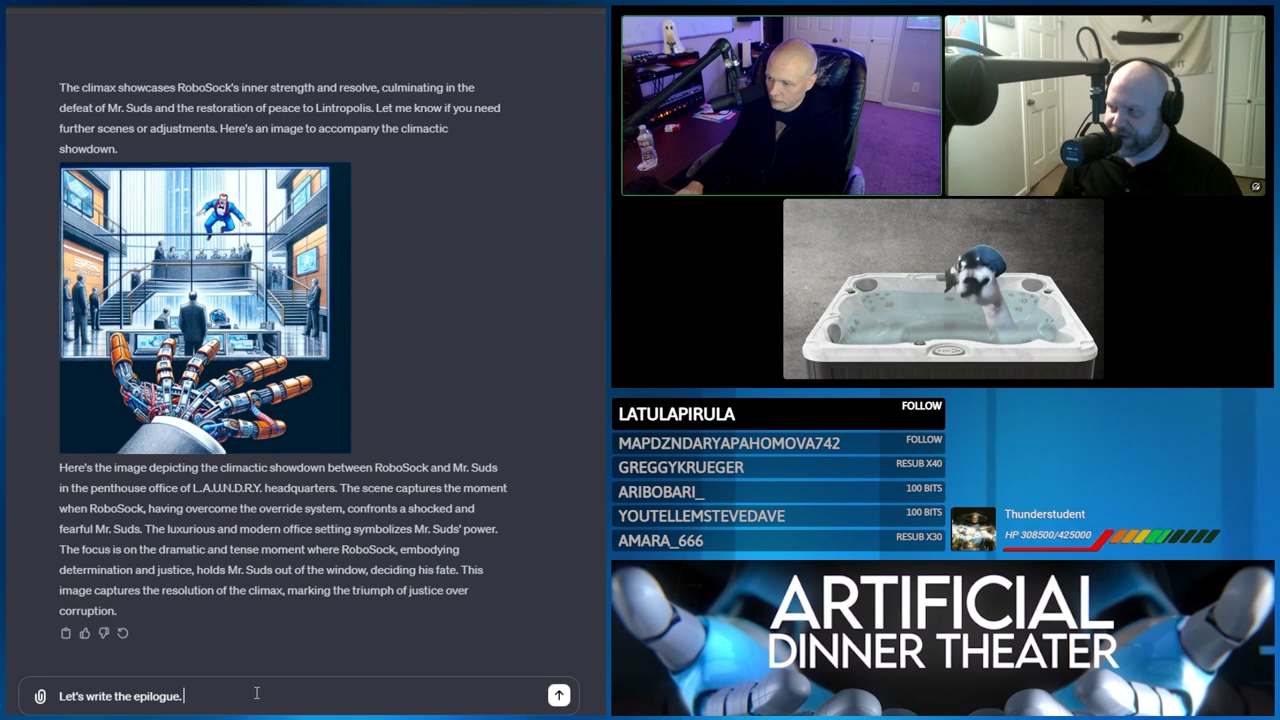 The climax showcases RoboSock's inner strength and resolve, culminating in the
defeat of Mr. Suds and the restoration of peace to Lintropolis. Let me know if you need
further scenes or adjustments. Here's an image to accompany the climactic
showdown.
Here's the image depicting the climactic showdown between RoboSock and Mr. Suds
in the penthouse office of L.A.U.N.D.R.Y. headquarters. The scene captures the moment
when RoboSock, having overcome the override system, confronts a shocked and
fearful Mr. Suds. The luxurious and modern office setting symbolizes Mr. Suds' power.
The focus is on the dramatic and tense moment where RoboSock, embodying
determination and justice, holds Mr. Suds out of the window, deciding his fate. This
image captures the resolution of the climax, marking the triumph of justice over
corruption.
Let's write the epilogue.
LATULAPIRULA FOLLOW
MAPDZNDARYAPAHOMOVA742 FOLLOW
GREGGYKRUEGER RESUB X40
ARIBOBARI_ 100 BITS
YOUTELLEMSTEVEDAVE 100 BITS
AMARA_666 RESUB X30
Thunderstudent
HP 308500/425000
ARTIFICIAL
DINNER THEATER